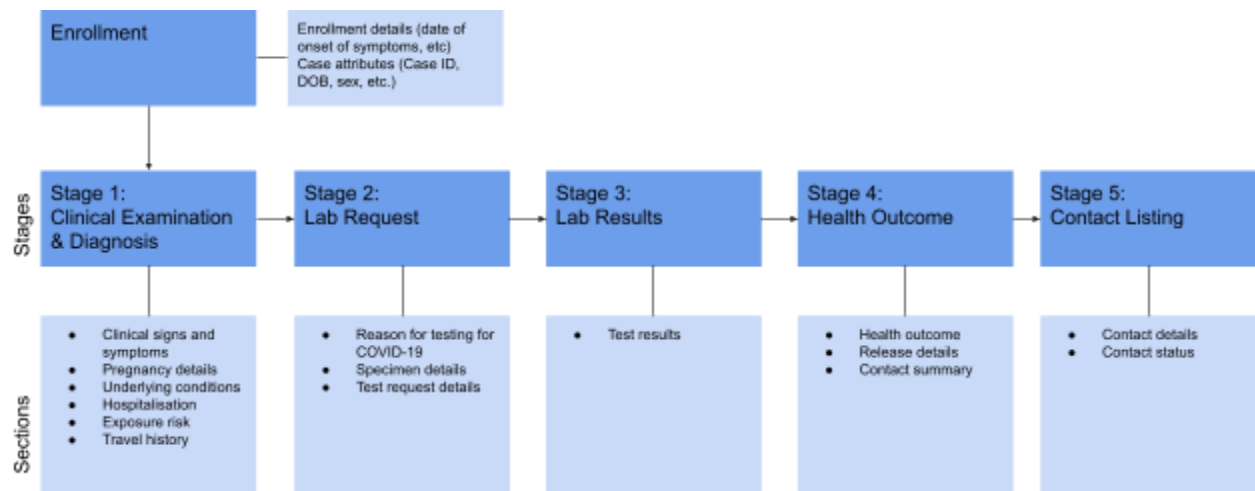 Enrollment
Enrollment details (date of
onset of symptoms, etc)
Case attributes (Case ID,
DOB, sex, etc.)
Stages
Stage 1:
Clinical Examination
& Diagnosis
Stage 2:
Lab Request
Stage 3:
Lab Results
Stage 4:
Health Outcome
Stage 5:
Contact Listing
Sections
● Clinical signs and
symptoms
● Pregnancy details
● Underlying conditions
● Hospitalisation
● Exposure risk
● Travel history
● Reason for testing for
COVID-19
● Specimen details
● Test request details
● Test results
● Health outcome
● Release details
● Contact summary
● Contact details
● Contact status